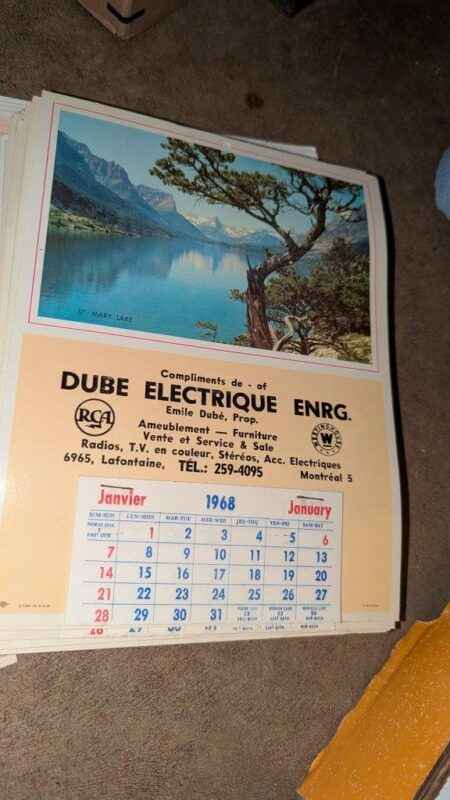 ST. MARY LAKE
Compliments de - of
DUBE ELECTRIQUE ENRG.
Emile Dubé, Prop.
RCA
WESTINGHOUSE
W
Ameublement — Furniture
Vente et Service & Sale
Radios, T.V. en couleur, Stéréos, Acc. Electriques
6965, Lafontaine, TÉL.: 259-4095 Montréal 5
Janvier 1968 January
DIM-SUN LUN-MON MAR-TUE MER-WED JEU-THU VEN-FRI SAM-SAT
1 2 3 4 5 6
7 8 9 10 11 12 13
14 15 16 17 18 19 20
21 22 23 24 25 26 27
28 29 30 31